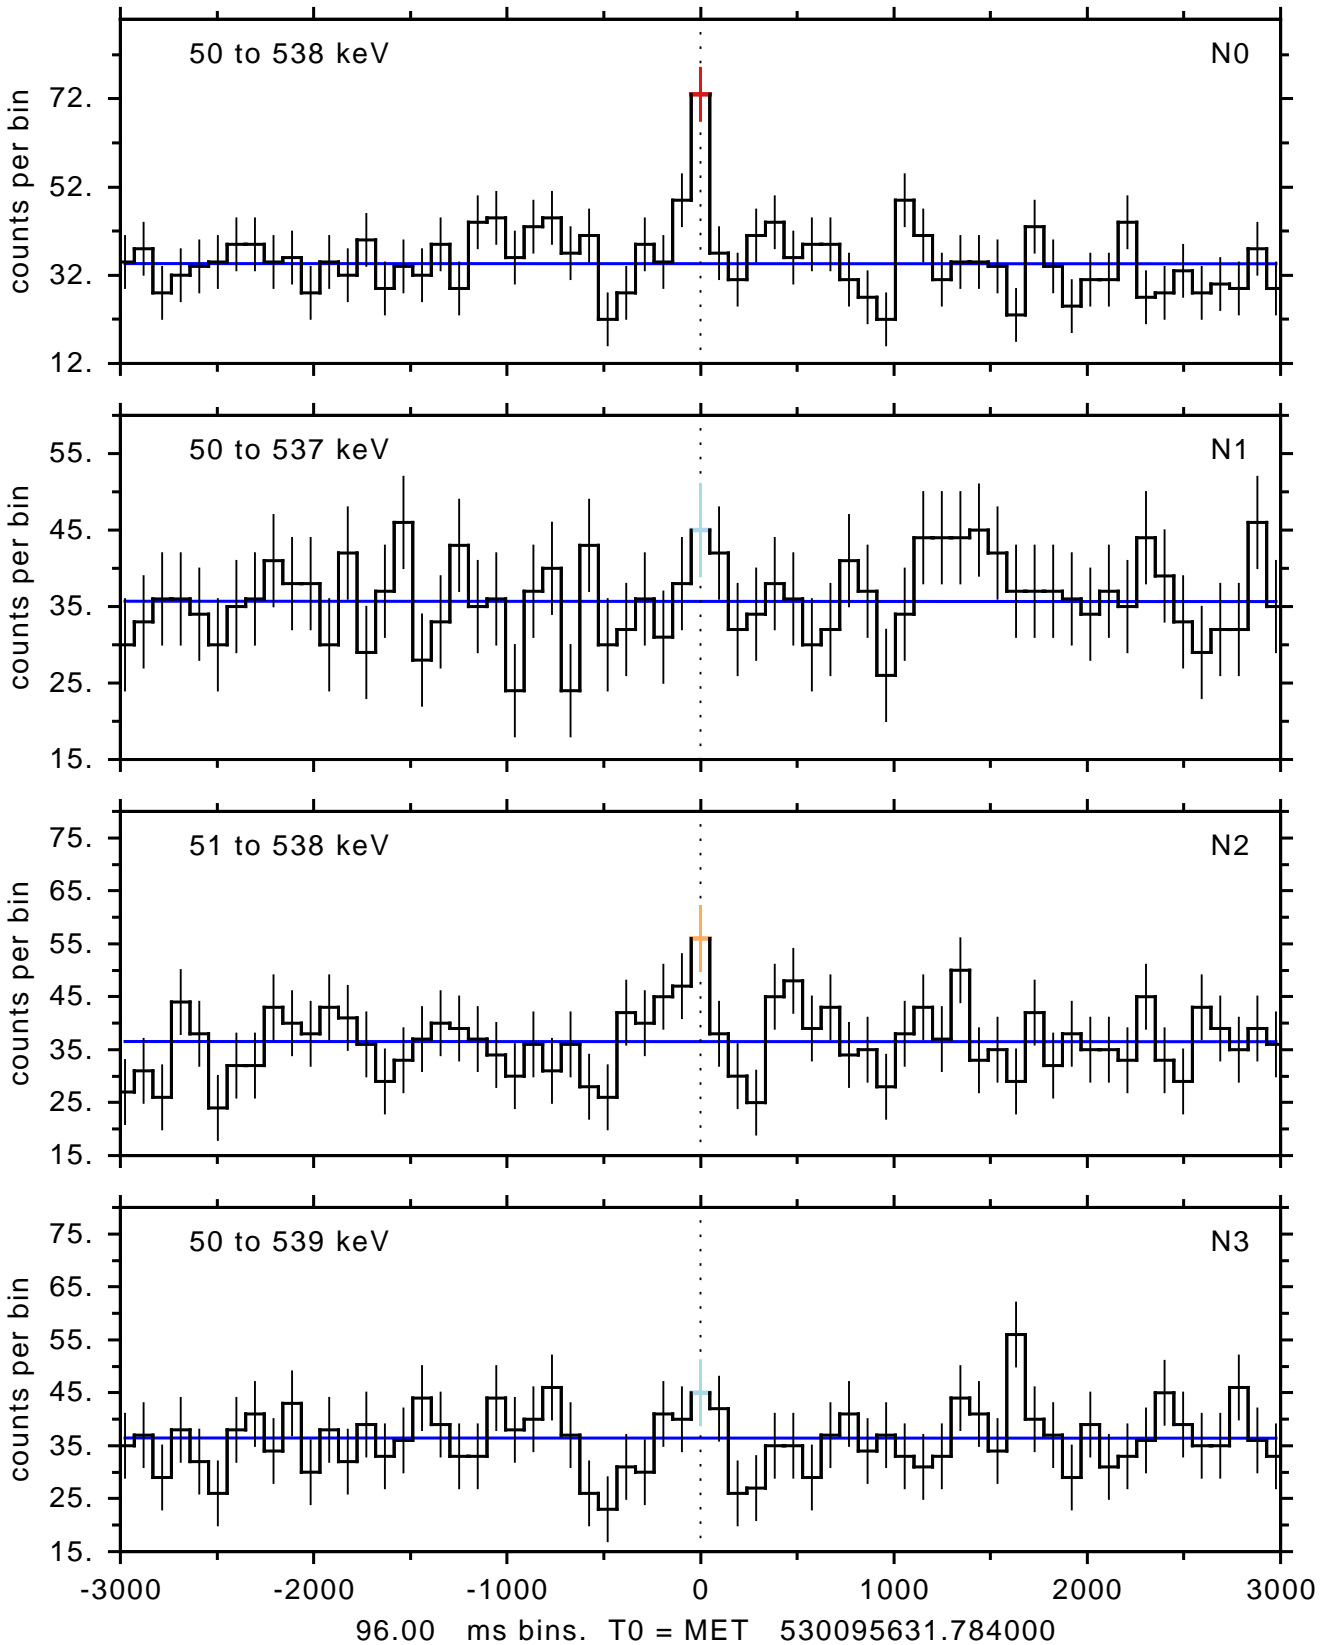 50 to 538 keV N0
counts per bin
72.
52.
32.
12.
50 to 537 keV N1
counts per bin
55.
45.
35.
25.
15.
51 to 538 keV N2
counts per bin
75.
65.
55.
45.
35.
25.
15.
50 to 539 keV N3
counts per bin
75.
65.
55.
45.
35.
25.
15.
-3000 -2000 -1000 0 1000 2000 3000
96.00 ms bins. T0 = MET 530095631.784000